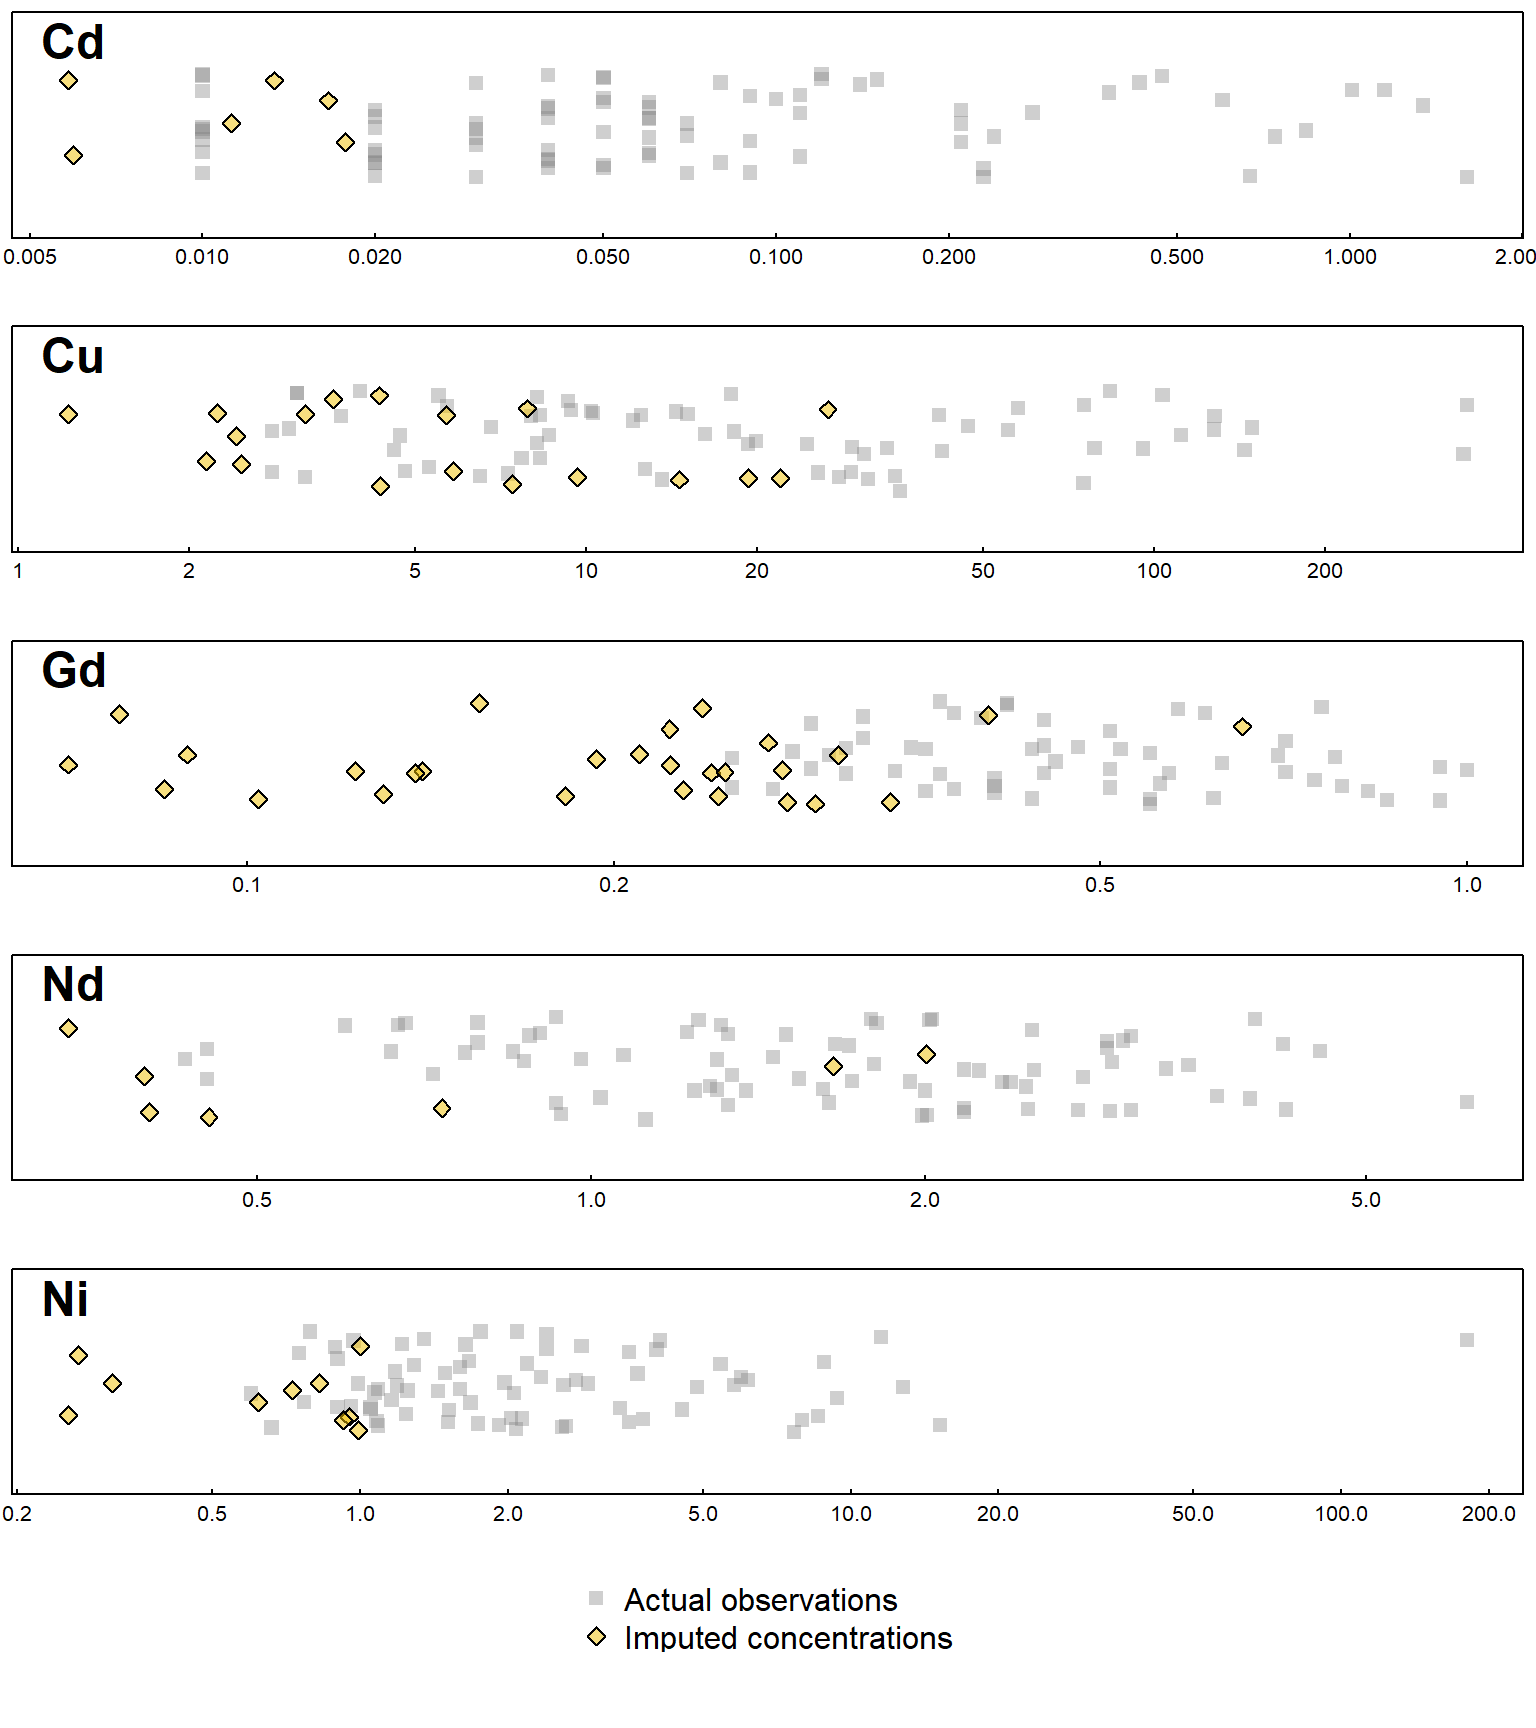 Cd
0.005 0.010 0.020 0.050 0.100 0.200 0.500 1.000 2.00
Cu
1 2 5 10 20 50 100 200
Gd
0.1 0.2 0.5 1.0
Nd
0.5 1.0 2.0 5.0
Ni
0.2 0.5 1.0 2.0 5.0 10.0 20.0 50.0 100.0 200.0
Actual observations
Imputed concentrations